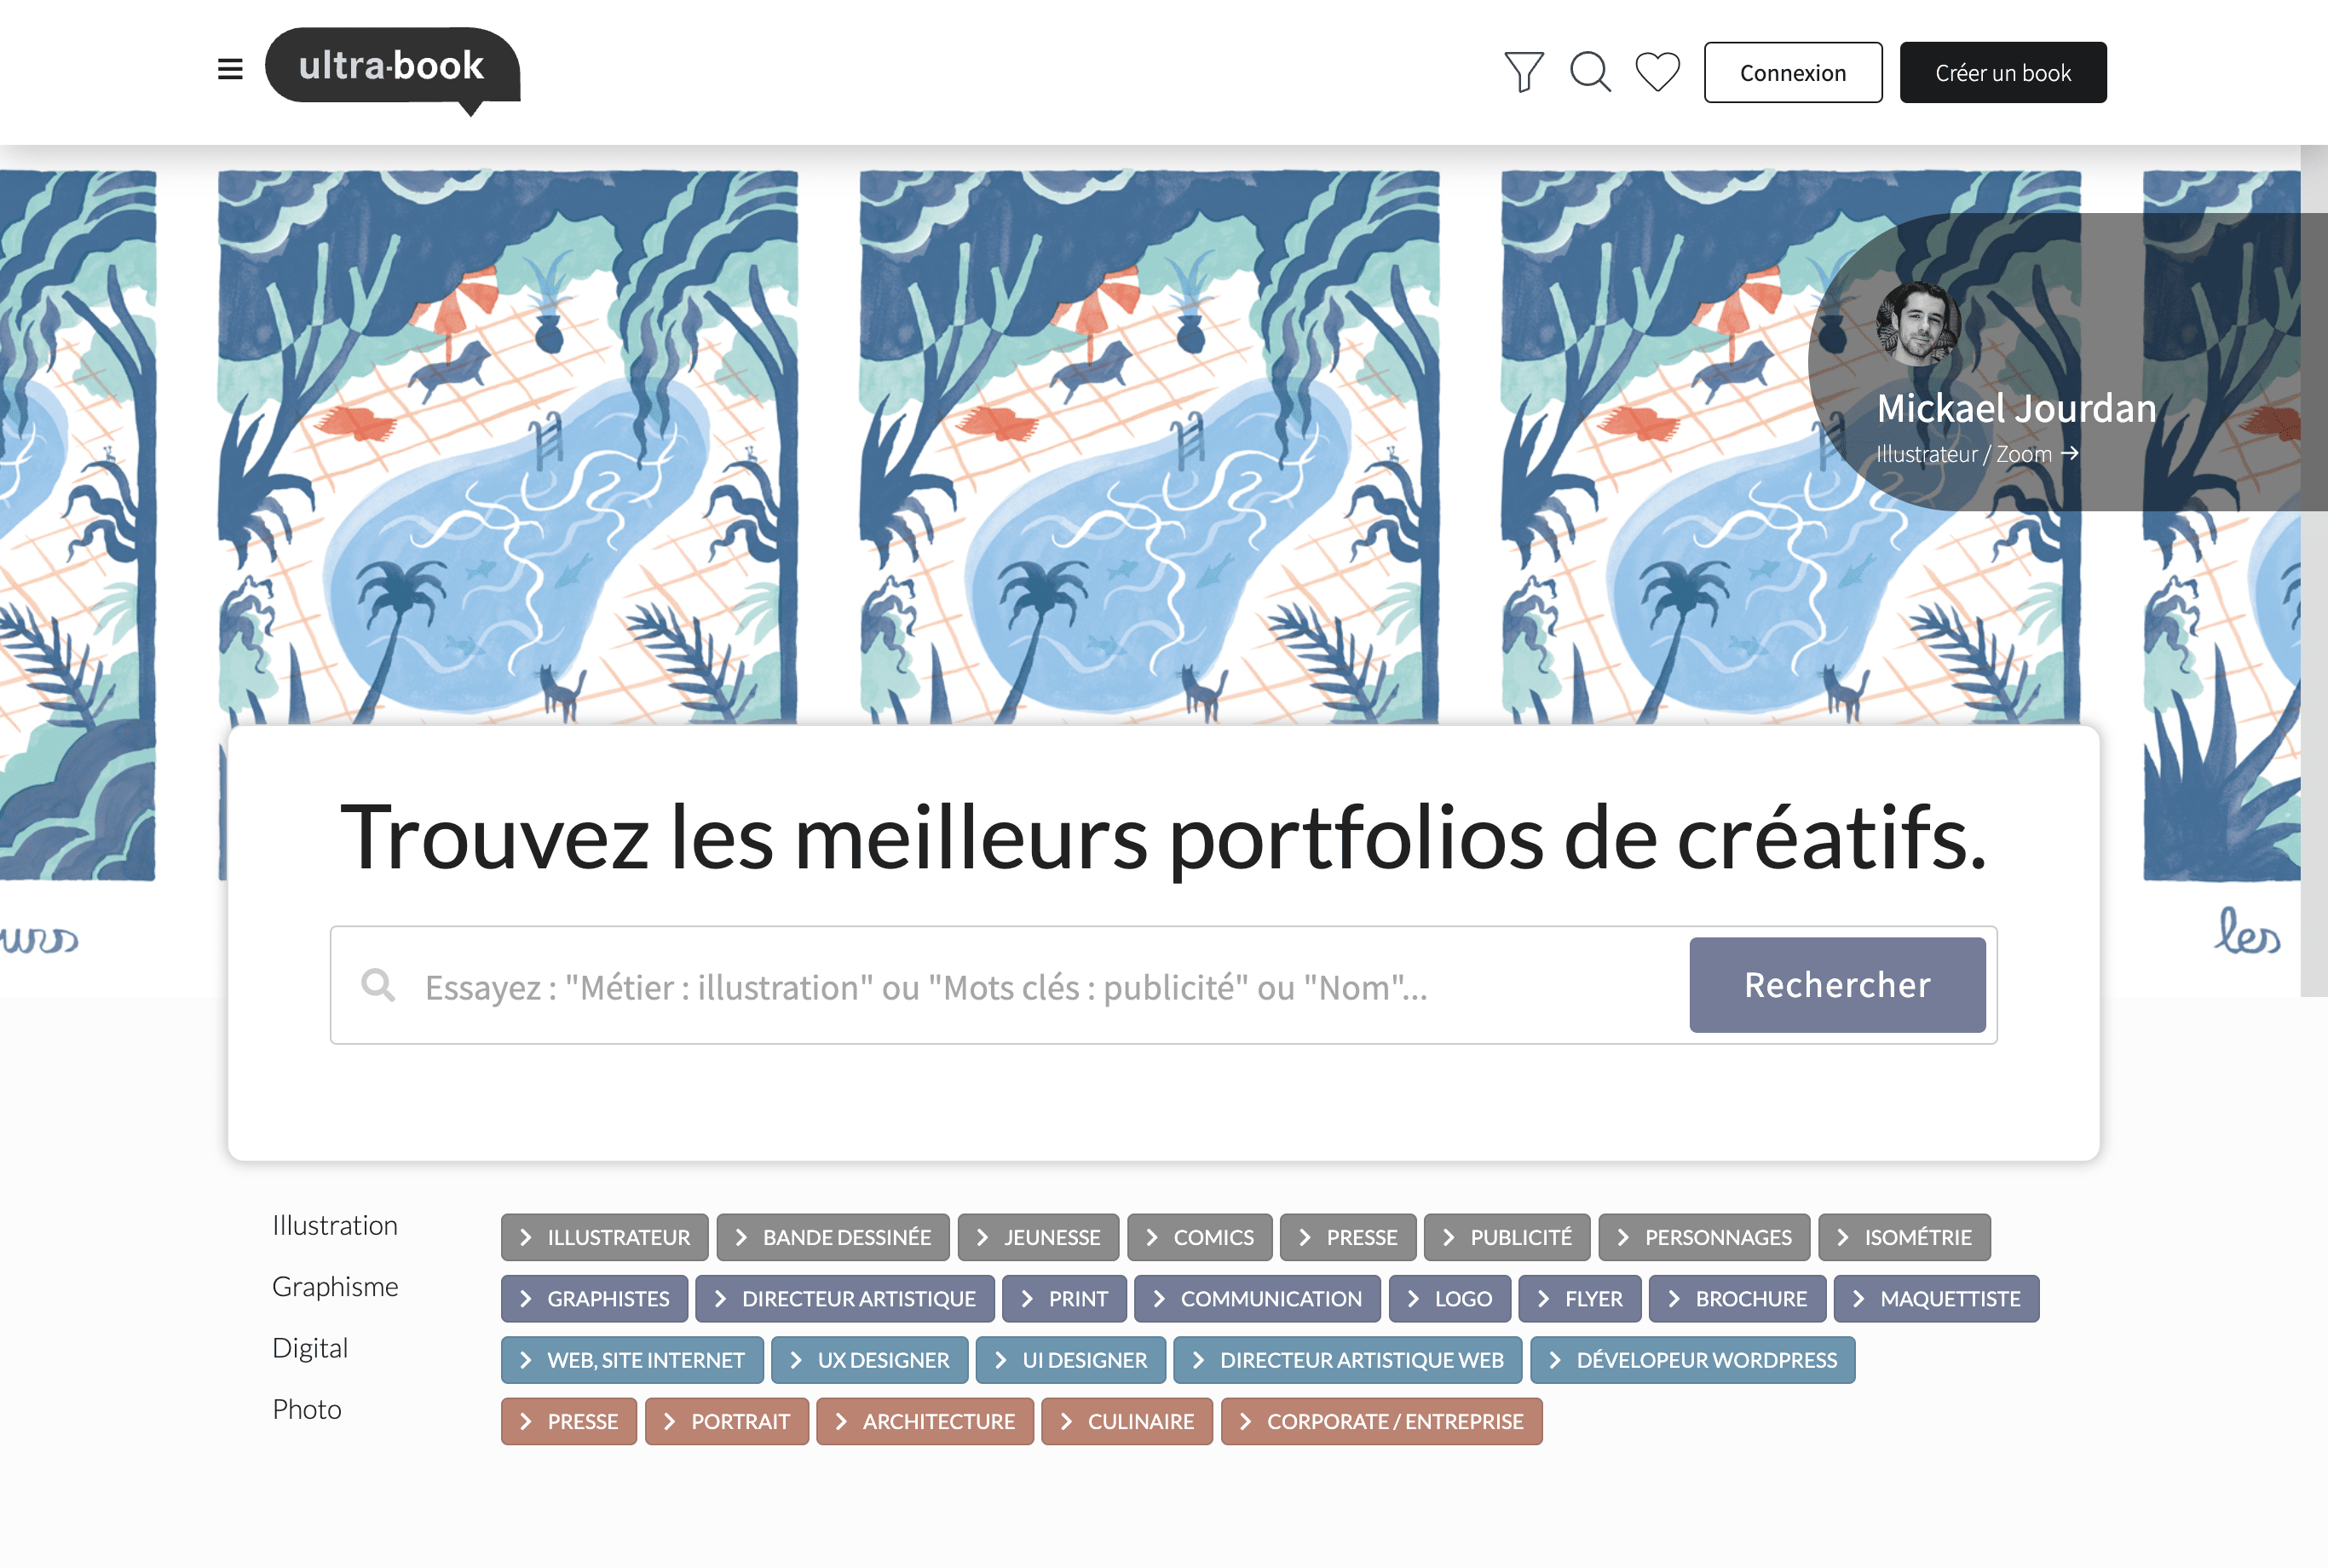 ultra-book
Connexion
Créer un book
Mickael Jourdan
Illustrateur / Zoom →
Trouvez les meilleurs portfolios de créatifs.
Essayez : "Métier : illustration" ou "Mots clés : publicité" ou "Nom"...
Rechercher
urs
les
Illustration
ILLUSTRATEUR
BANDE DESSINÉE
JEUNESSE
COMICS
PRESSE
PUBLICITÉ
PERSONNAGES
ISOMÉTRIE
Graphisme
GRAPHISTES
DIRECTEUR ARTISTIQUE
PRINT
COMMUNICATION
LOGO
FLYER
BROCHURE
MAQUETTISTE
Digital
WEB, SITE INTERNET
UX DESIGNER
UI DESIGNER
DIRECTEUR ARTISTIQUE WEB
DÉVELOPEUR WORDPRESS
Photo
PRESSE
PORTRAIT
ARCHITECTURE
CULINAIRE
CORPORATE / ENTREPRISE